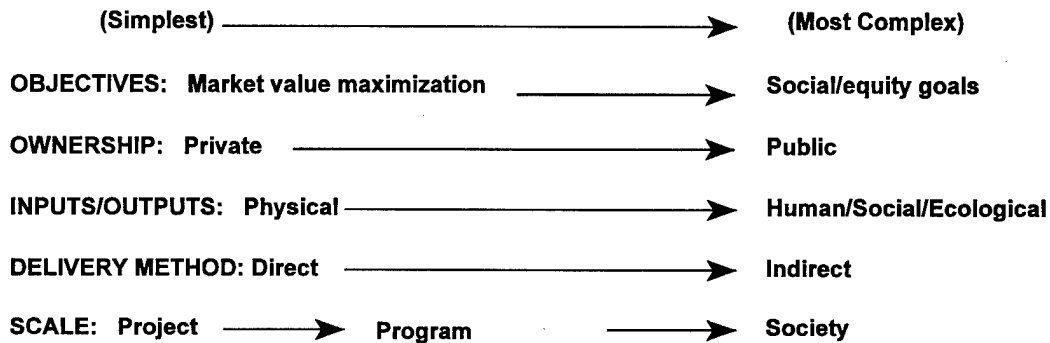 (Simplest) (Most Complex)
OBJECTIVES: Market value maximization Social/equity goals
OWNERSHIP: Private Public
INPUTS/OUTPUTS: Physical Human/Social/Ecological
DELIVERY METHOD: Direct Indirect
SCALE: Project Program Society